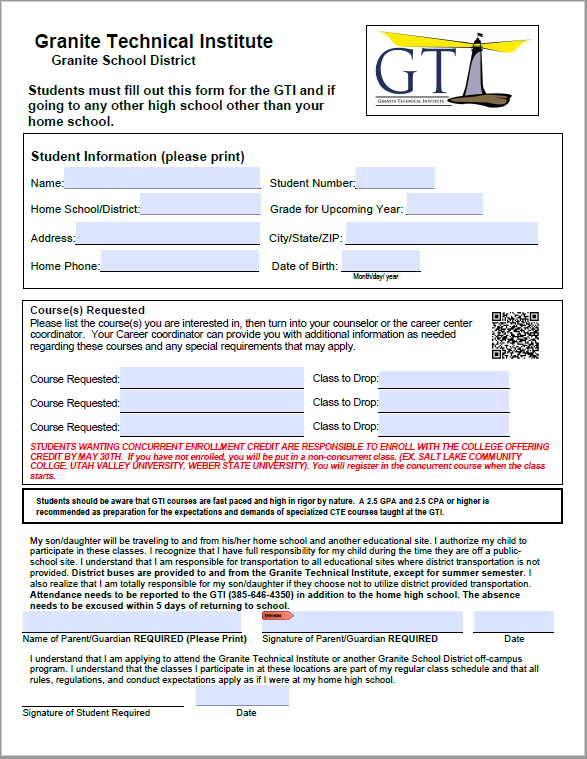 Granite Technical Institute
Granite School District
GTI
GRANITE TECHNICAL INSTITUTE
Students must fill out this form for the GTI and if
going to any other high school other than your
home school.
Student Information (please print)
Name: Student Number:
Home School/District: Grade for Upcoming Year:
Address: City/State/ZIP:
Home Phone: Date of Birth:
Month/day/ year
Course(s) Requested
Please list the course(s) you are interested in, then turn into your counselor or the career center
coordinator. Your Career coordinator can provide you with additional information as needed
regarding these courses and any special requirements that may apply.
Course Requested: Class to Drop:
Course Requested: Class to Drop:
Course Requested: Class to Drop:
STUDENTS WANTING CONCURRENT ENROLLMENT CREDIT ARE RESPONSIBLE TO ENROLL WITH THE COLLEGE OFFERING
CREDIT BY MAY 30TH. If you have not enrolled, you will be put in a non-concurrent class. (EX. SALT LAKE COMMUNITY
COLLGE, UTAH VALLEY UNIVERSITY, WEBER STATE UNIVERSITY). You will register in the concurrent course when the class
starts.
Students should be aware that GTI courses are fast paced and high in rigor by nature. A 2.5 GPA and 2.5 CPA or higher is
recommended as preparation for the expectations and demands of specialized CTE courses taught at the GTI.
My son/daughter will be traveling to and from his/her home school and another educational site. I authorize my child to
participate in these classes. I recognize that I have full responsibility for my child during the time they are off a public-
school site. I understand that I am responsible for transportation to all educational sites where district transportation is not
provided. District buses are provided to and from the Granite Technical Institute, except for summer semester. I
also realize that I am totally responsible for my son/daughter if they choose not to utilize district provided transportation.
Attendance needs to be reported to the GTI (385-646-4350) in addition to the home high school. The absence
needs to be excused within 5 days of returning to school.
Name of Parent/Guardian REQUIRED (Please Print) Signature of Parent/Guardian REQUIRED Date
I understand that I am applying to attend the Granite Technical Institute or another Granite School District off-campus
program. I understand that the classes I participate in at these locations are part of my regular class schedule and that all
rules, regulations, and conduct expectations apply as if I were at my home high school.
Signature of Student Required Date